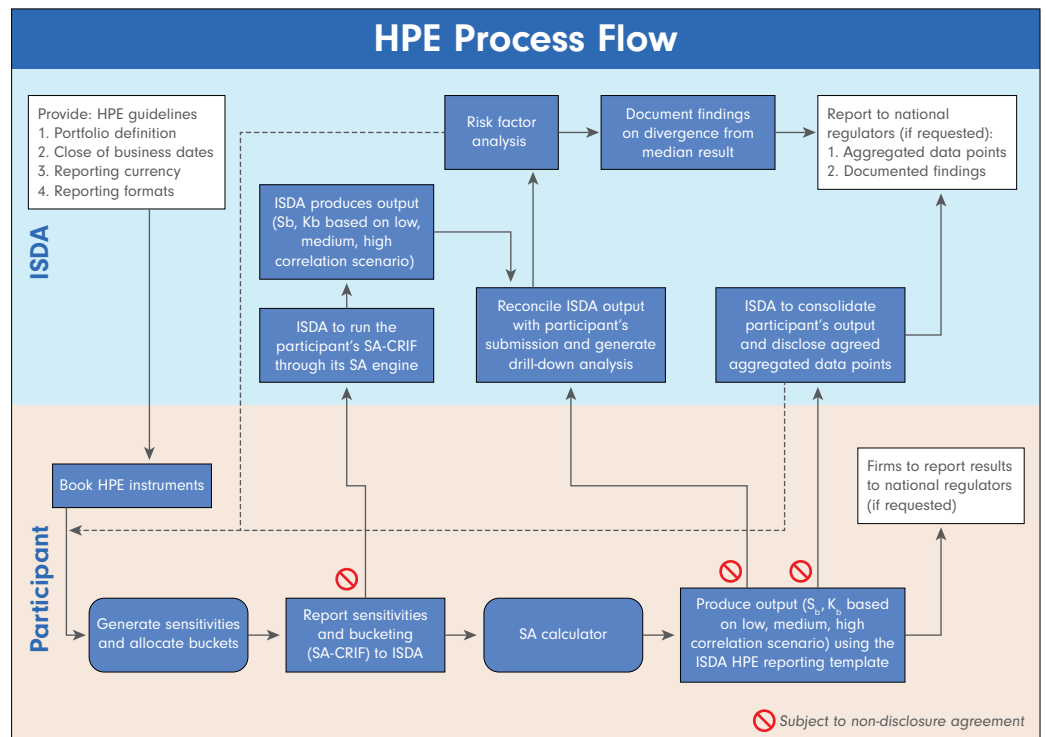 HPE Process Flow
ISDA
Provide: HPE guidelines
1. Portfolio definition
2. Close of business dates
3. Reporting currency
4. Reporting formats
Risk factor
analysis
Document findings
on divergence from
median result
Report to national
regulators (if requested):
1. Aggregated data points
2. Documented findings
ISDA produces output
(Sb, Kb based on low,
medium, high
correlation scenario)
ISDA to run the
participant's SA-CRIF
through its SA engine
Reconcile ISDA output
with participant's
submission and generate
drill-down analysis
ISDA to consolidate
participant's output
and disclose agreed
aggregated data points
Participant
Book HPE instruments
Firms to report results
to national regulators
(if requested)
Generate sensitivities
and allocate buckets
Report sensitivities
and bucketing
(SA-CRIF) to ISDA
SA calculator
Produce output (S_b, K_b based
on low, medium, high
correlation scenario) using the
ISDA HPE reporting template
Subject to non-disclosure agreement